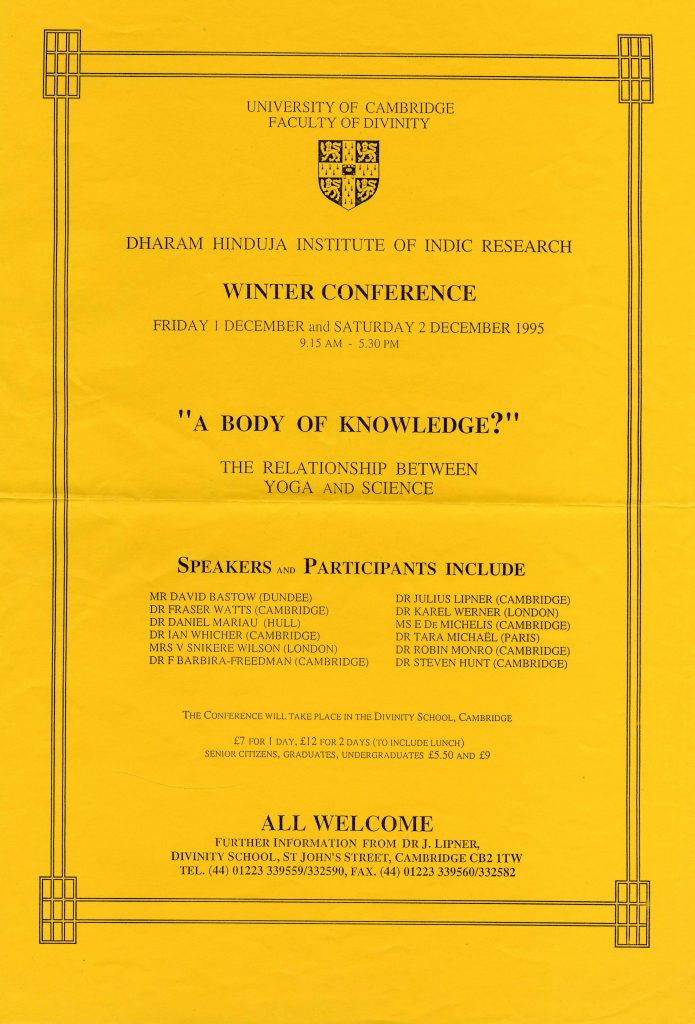 UNIVERSITY OF CAMBRIDGE
FACULTY OF DIVINITY
DHARAM HINDUJA INSTITUTE OF INDIC RESEARCH
WINTER CONFERENCE
FRIDAY 1 DECEMBER and SATURDAY 2 DECEMBER 1995
9.15 AM - 5.30 PM
"A BODY OF KNOWLEDGE?"
THE RELATIONSHIP BETWEEN
YOGA AND SCIENCE
SPEAKERS AND PARTICIPANTS INCLUDE
MR DAVID BASTOW (DUNDEE)
DR FRASER WATTS (CAMBRIDGE)
DR DANIEL MARIAU (HULL)
DR IAN WHICHER (CAMBRIDGE)
MRS V SNIKERE WILSON (LONDON)
DR F BARBIRA-FREEDMAN (CAMBRIDGE)
DR JULIUS LIPNER (CAMBRIDGE)
DR KAREL WERNER (LONDON)
MS E DE MICHELIS (CAMBRIDGE)
DR TARA MICHAËL (PARIS)
DR ROBIN MONRO (CAMBRIDGE)
DR STEVEN HUNT (CAMBRIDGE)
THE CONFERENCE WILL TAKE PLACE IN THE DIVINITY SCHOOL, CAMBRIDGE
£7 FOR 1 DAY, £12 FOR 2 DAYS (TO INCLUDE LUNCH)
SENIOR CITIZENS, GRADUATES, UNDERGRADUATES £5.50 AND £9
ALL WELCOME
FURTHER INFORMATION FROM DR J. LIPNER,
DIVINITY SCHOOL, ST JOHN'S STREET, CAMBRIDGE CB2 1TW
TEL. (44) 01223 339559/332590, FAX. (44) 01223 339560/332582